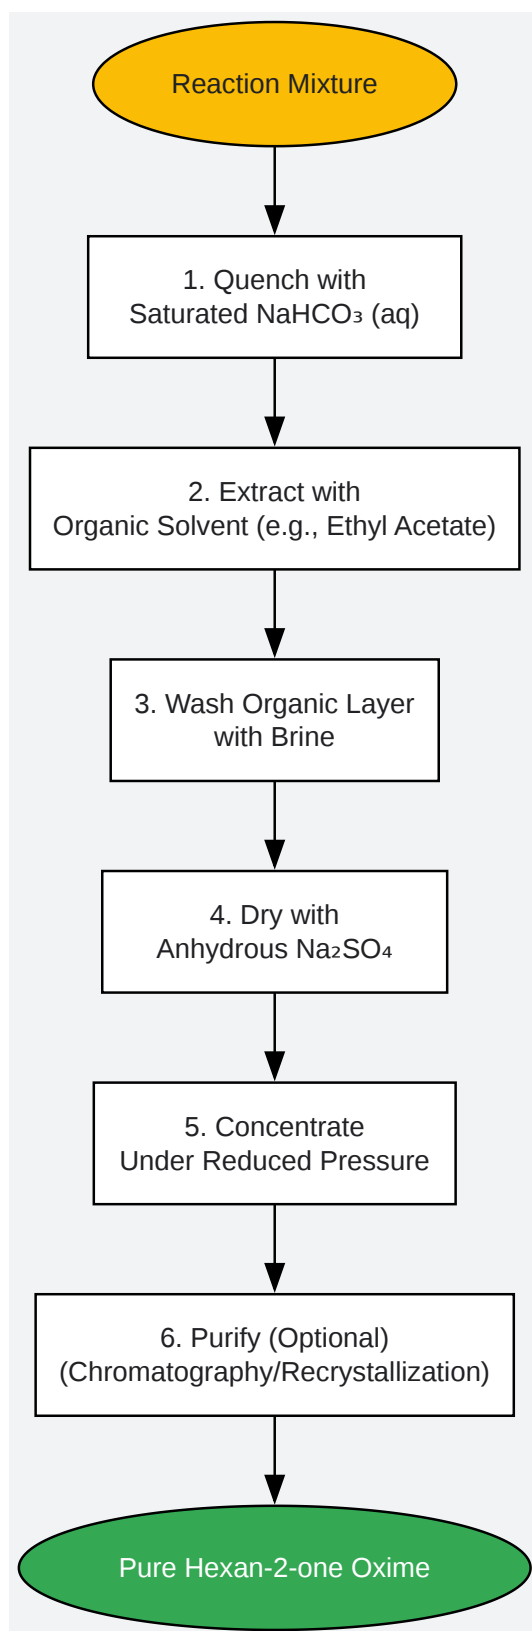 Reaction Mixture
1. Quench with
Saturated NaHCO₃ (aq)
2. Extract with
Organic Solvent (e.g., Ethyl Acetate)
3. Wash Organic Layer
with Brine
4. Dry with
Anhydrous Na₂SO₄
5. Concentrate
Under Reduced Pressure
6. Purify (Optional)
(Chromatography/Recrystallization)
Pure Hexan-2-one Oxime